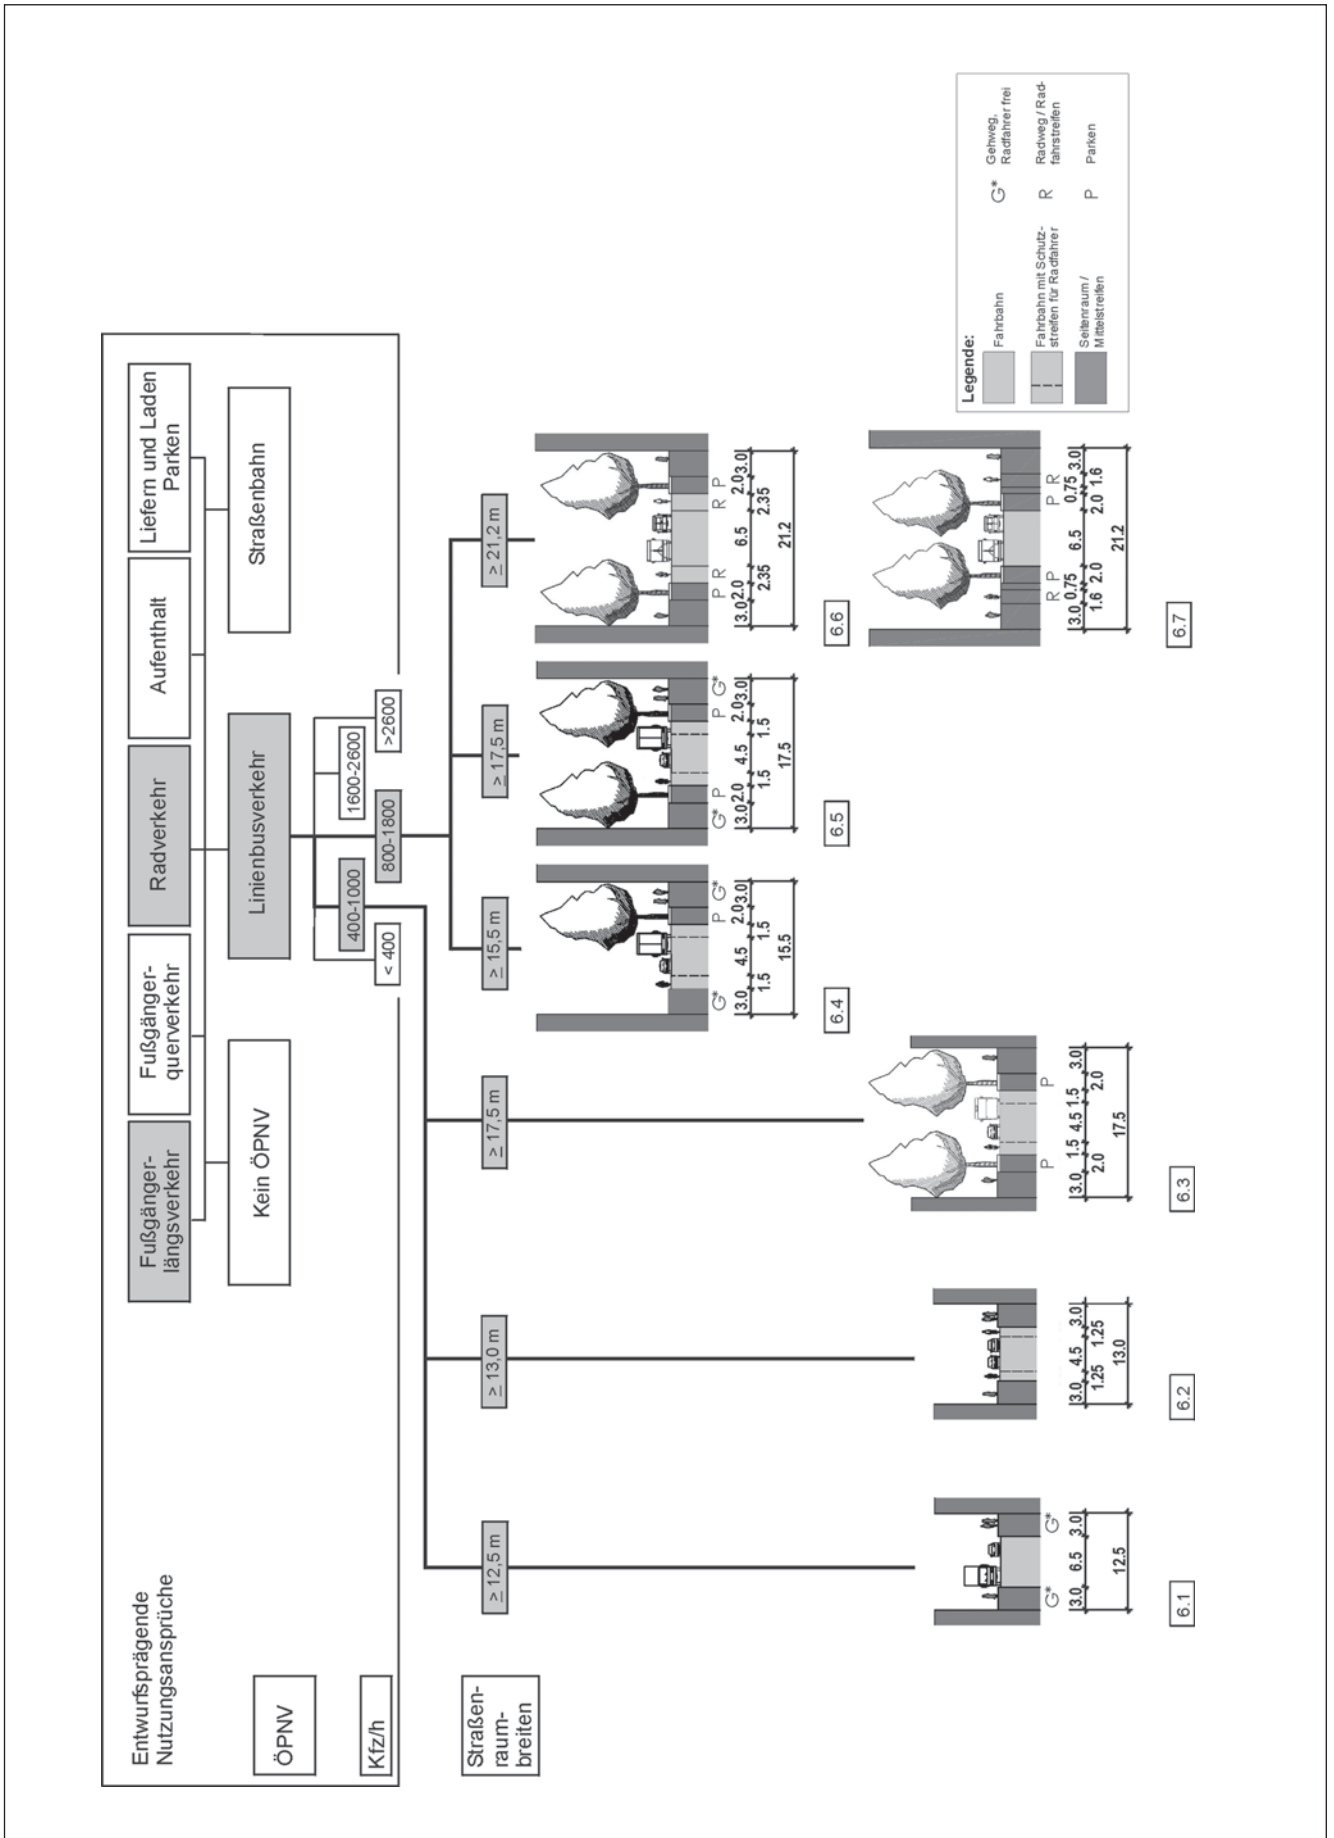 Entwurfsprägende
Nutzungsansprüche
Fußgänger-
längsverkehr
Fußgänger-
querverkehr
Radverkehr
Aufenthalt
Liefern und Laden
Parken
ÖPNV
Kein ÖPNV
Linienbusverkehr
Straßenbahn
Kfz/h
< 400
400-1000
800-1800
1600-2600
>2600
Straßen-
raum-
breiten
≥ 12,5 m
≥ 13,0 m
≥ 17,5 m
≥ 15,5 m
≥ 17,5 m
≥ 21,2 m
G* P G*
3.0 4.5 2.0 3.0
1.5 1.5
15.5
6.4
G* P P G*
3.0 2.0 4.5 2.0 3.0
1.5 1.5
17.5
6.5
P R R P
3.0 2.0 6.5 2.0 3.0
2.35 2.35
21.2
6.6
G* G*
3.0 6.5 3.0
12.5
6.1
3.0 4.5 3.0
1.25 1.25
13.0
6.2
P P
3.0 1.5 4.5 1.5 3.0
2.0 2.0
17.5
6.3
R P P R
3.0 0.75 6.5 0.75 3.0
1.6 2.0 2.0 1.6
21.2
6.7
Legende:
Fahrbahn
G* Gehweg,
Radfahrer frei
Fahrbahn mit Schutz-
streifen für Radfahrer
R Radweg / Rad-
fahrstreifen
Seitenraum /
Mittelstreifen
P Parken